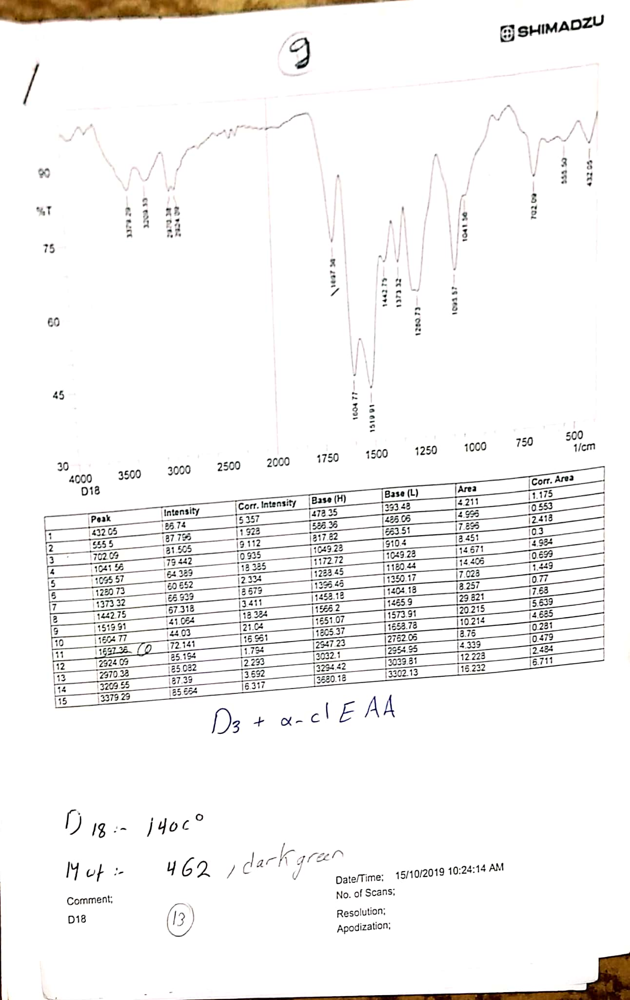 SHIMADZU
9
90
%T
75
60
45
30
3379.29
3209.55
2970.38
2924.09
1697.36
1604.77
1519.91
1442.75
1373.32
1280.73
1095.57
1041.56
702.09
555.50
432.05
4000 3500 3000 2500 2000 1750 1500 1250 1000 750 500
1/cm
D18
Peak Intensity Corr. Intensity Base (H) Base (L) Area Corr. Area
1 432.05 86.74 5.357 478.35 393.48 4.211 1.175
2 555.5 87.796 1.928 586.36 486.06 4.996 0.553
3 702.09 81.505 9.112 817.82 663.51 7.896 2.418
4 1041.56 79.442 0.935 1049.28 910.4 8.451 0.3
5 1095.57 64.389 18.385 1172.72 1049.28 14.671 4.984
6 1280.73 60.652 2.334 1288.45 1180.44 14.406 0.699
7 1373.32 66.939 8.679 1396.46 1350.17 7.028 1.449
8 1442.75 67.318 3.411 1458.18 1404.18 8.257 0.77
9 1519.91 41.064 18.384 1566.2 1465.9 29.821 7.68
10 1604.77 44.03 21.04 1651.07 1573.91 20.215 5.639
11 1697.36 CO 72.141 16.961 1805.37 1658.78 10.214 4.685
12 2924.09 85.194 1.794 2947.23 2762.06 8.76 0.281
13 2970.38 85.082 2.293 3032.1 2954.95 4.339 0.479
14 3209.55 87.39 3.692 3294.42 3039.81 12.228 2.484
15 3379.29 85.664 6.317 3680.18 3302.13 16.232 6.711
D3 + α-cl EAA
D18 :- 140c°
M wt :- 462, dark green
Date/Time; 15/10/2019 10:24:14 AM
Comment;
No. of Scans;
D18
13
Resolution;
Apodization;